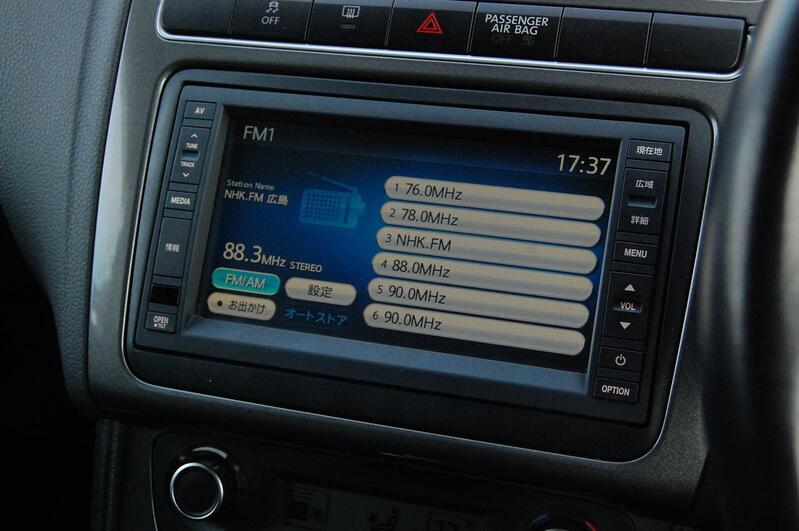 OFF
PASSENGER
AIR BAG
OFF
AV
TUNE
TRACK
MEDIA
情報
OPEN
TILT
FM1
17:37
Station Name
NHK.FM 広島
88.3MHz STEREO
FM/AM
設定
お出かけ
オートストア
1 76.0MHz
2 78.0MHz
3 NHK.FM
4 88.0MHz
5 90.0MHz
6 90.0MHz
現在地
広域
詳細
MENU
VOL
OPTION